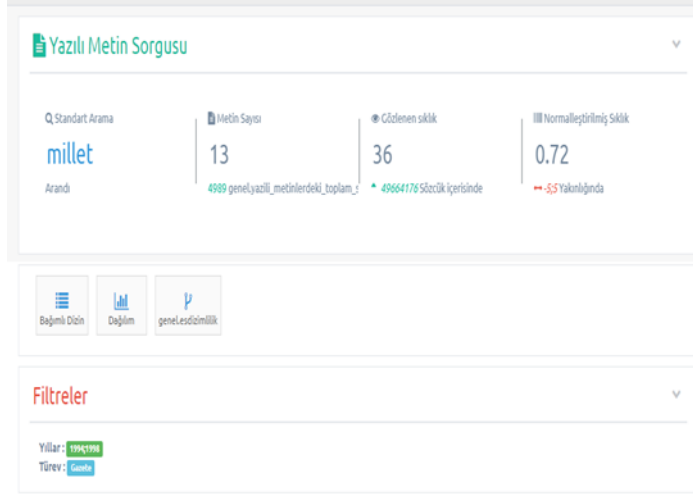 Yazılı Metin Sorgusu
Standart Arama
Metin Sayısı
Gözlenen sıklık
Normalleştirilmiş Sıklık
millet
13
36
0.72
Arandı
4989 genel.yazili_metinlerdeki_toplam_s
49664176 Sözcük içerisinde
-5;5 Yakınlığında
Bağımlı Dizin
Dağılım
genel.esdizimlilik
Filtreler
Yıllar : 1994;1998
Türev : Gazete